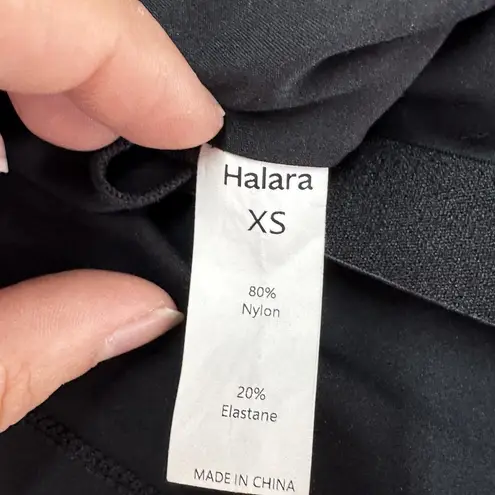 Halara
XS
80%
Nylon
20%
Elastane
MADE IN CHINA